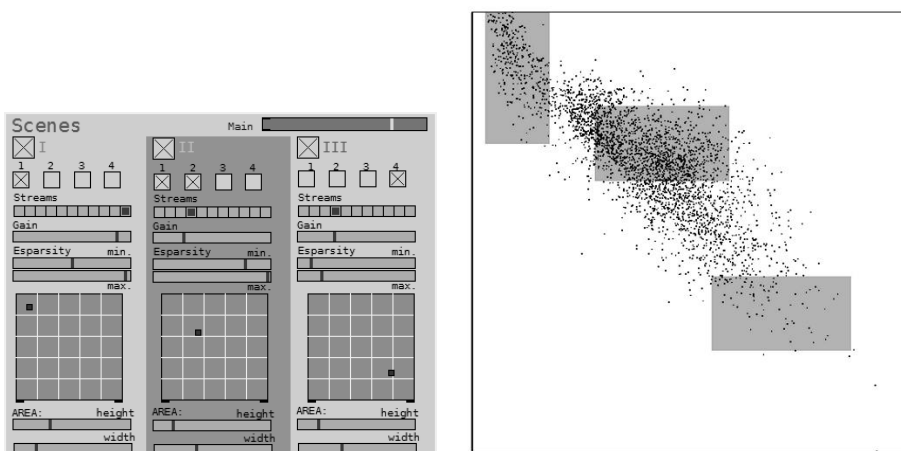 Scenes Main
I II III
1 2 3 4 1 2 3 4 1 2 3 4
Streams Streams Streams
Gain Gain Gain
Esparsity min. Esparsity min. Esparsity min.
max. max. max.
AREA: height AREA: height AREA: height
width width width